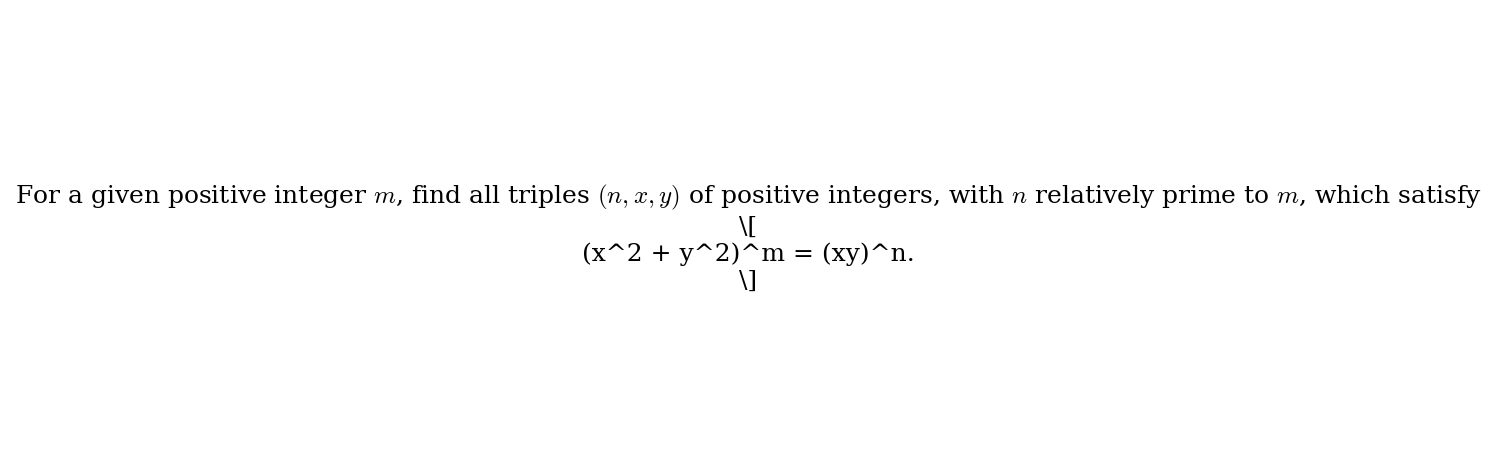 For a given positive integer m, find all triples (n, x, y) of positive integers, with n relatively prime to m, which satisfy
\[
(x^2 + y^2)^m = (xy)^n.
\]